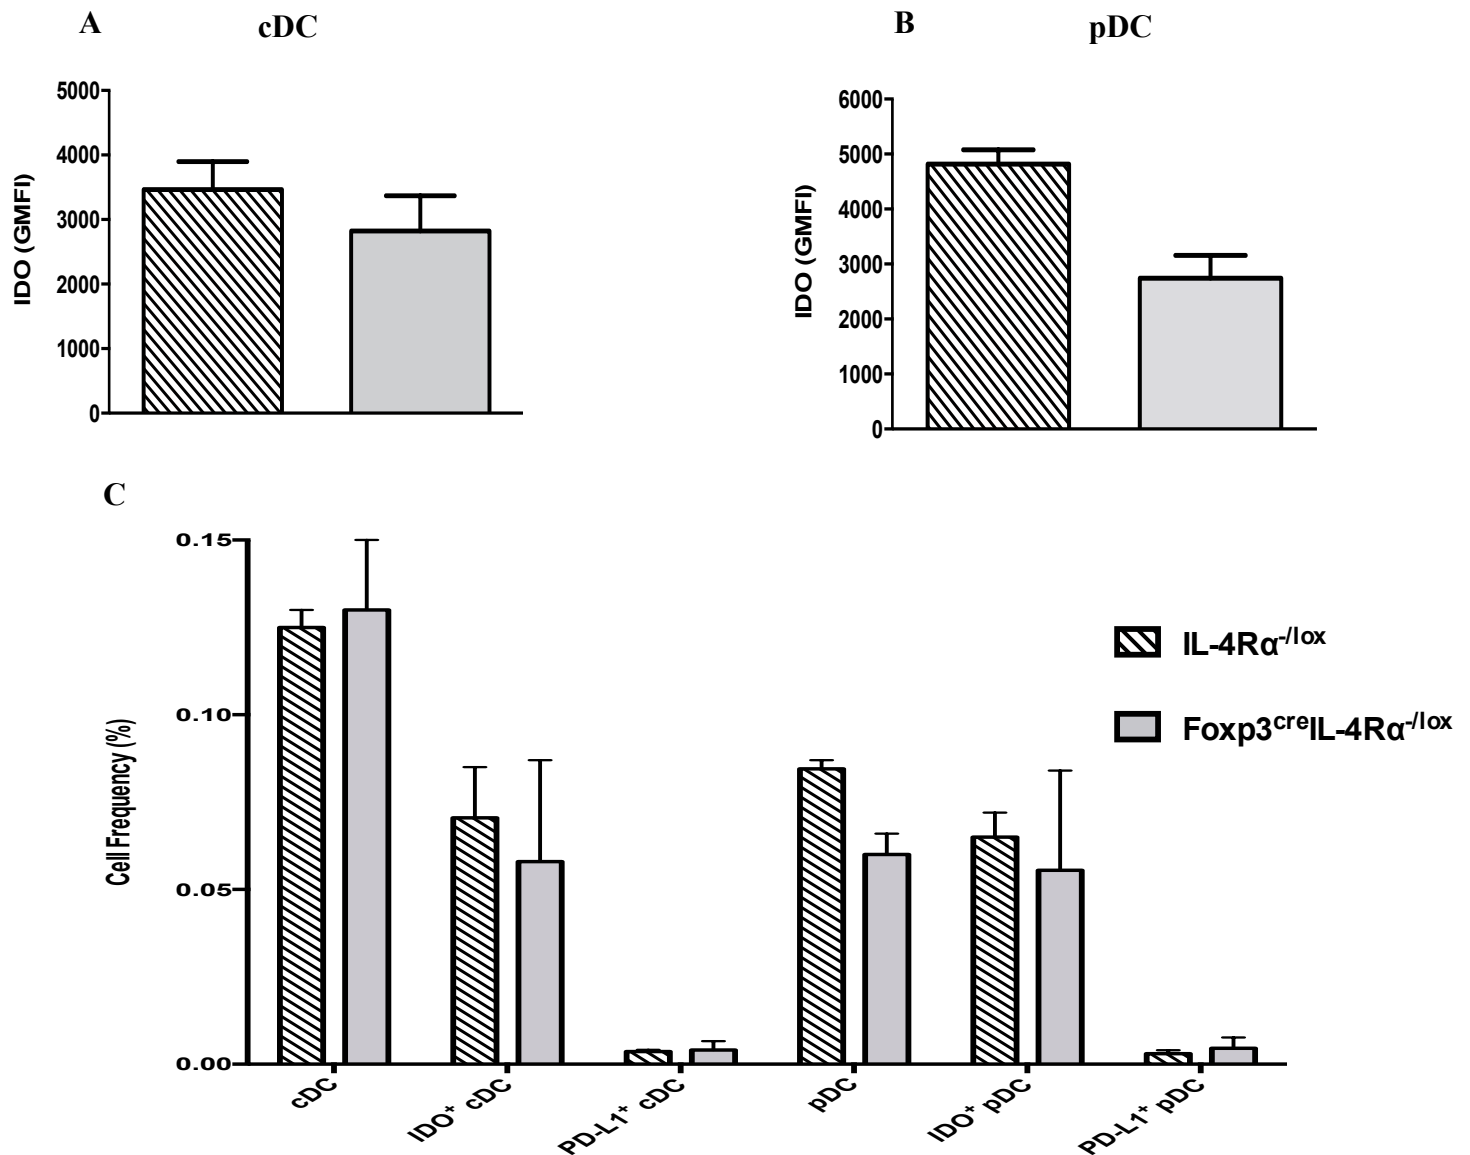 A
cDC
5000
4000
3000
2000
1000
0
IDO (GMFI)
B
pDC
6000
5000
4000
3000
2000
1000
0
IDO (GMFI)
C
0.15
0.10
0.05
0.00
Cell Frequency (%)
cDC
IDO⁺ cDC
PD-L1⁺ cDC
pDC
IDO⁺ pDC
PD-L1⁺ pDC
IL-4Rα⁻/lox
Foxp3creIL-4Rα⁻/lox